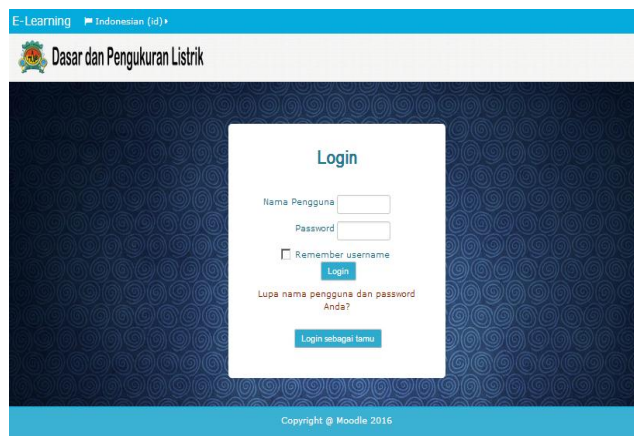 E-Learning Indonesian (id)
Dasar dan Pengukuran Listrik
Login
Nama Pengguna
Password
Remember username
Login
Lupa nama pengguna dan password
Anda?
Login sebagai tamu
Copyright @ Moodle 2016